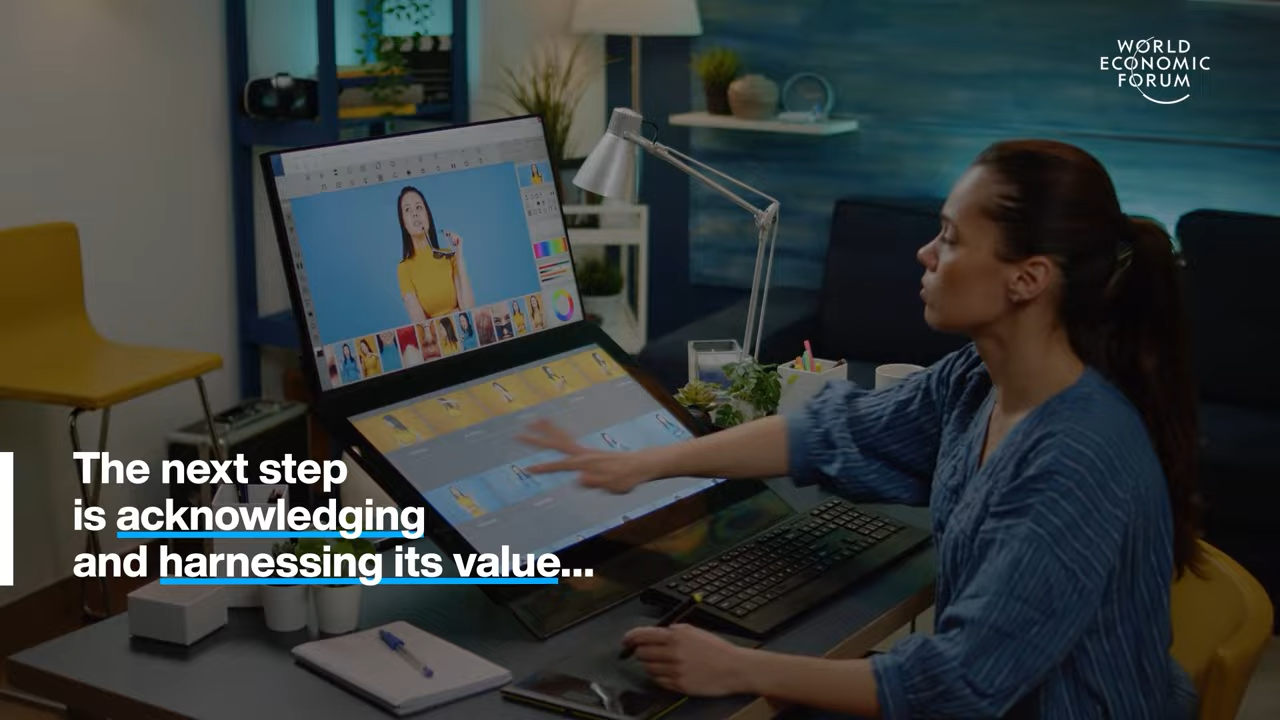 WORLD
ECONOMIC
FORUM
The next step
is acknowledging
and harnessing its value...